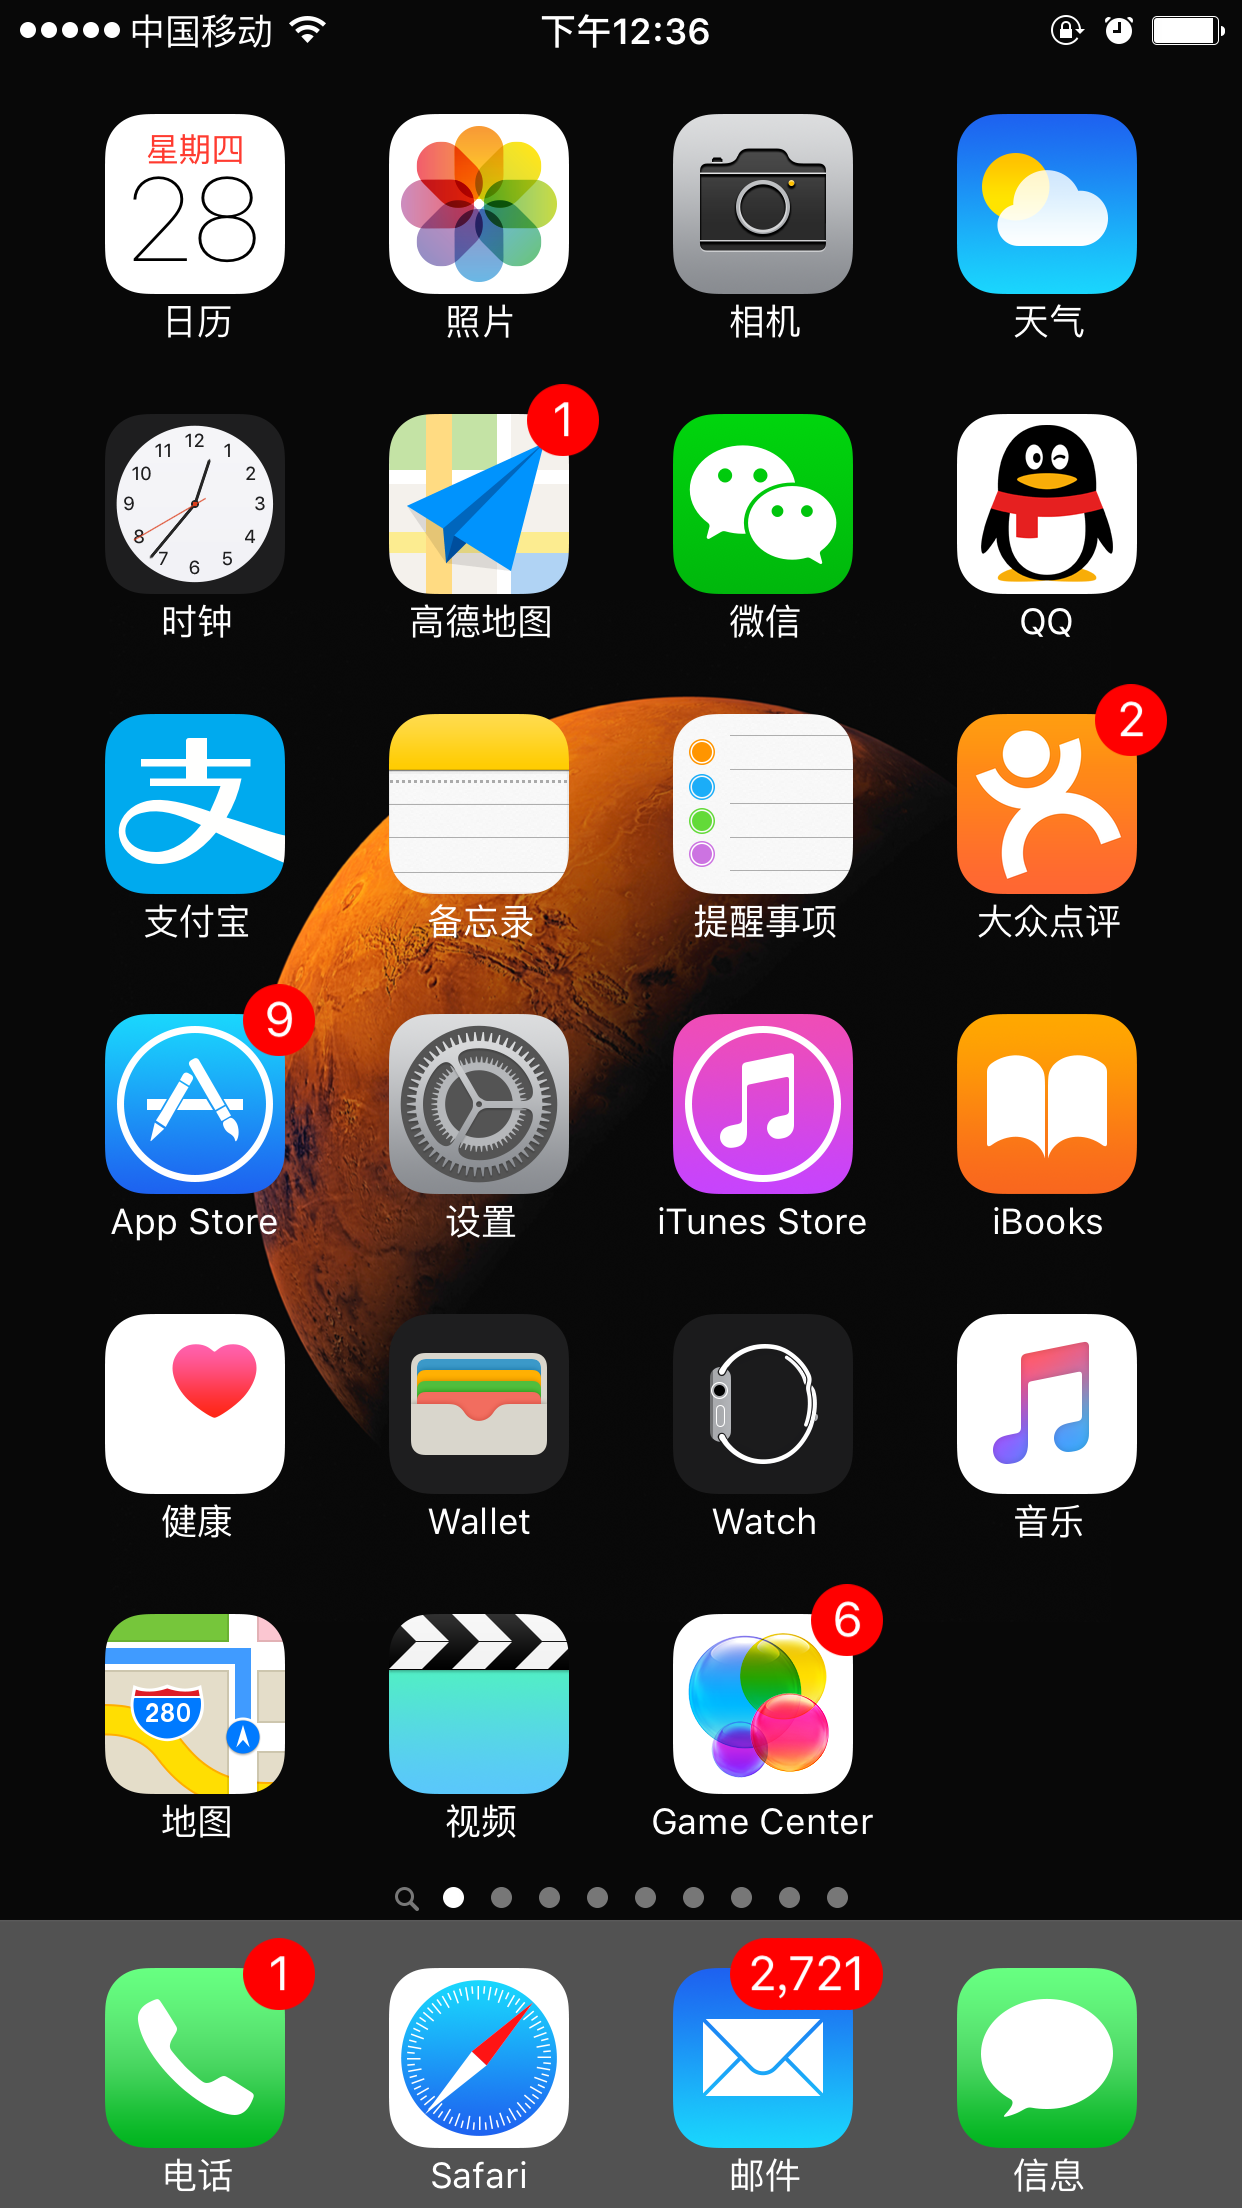 中国移动 下午12:36
星期四
28
日历 照片 相机 天气
12
11 1
10 2
9 3
8 4
7 5
6
1
时钟 高德地图 微信 QQ
支
2
支付宝 备忘录 提醒事项 大众点评
9
App Store 设置 iTunes Store iBooks
健康 Wallet Watch 音乐
280
6
地图 视频 Game Center
1 2,721
电话 Safari 邮件 信息